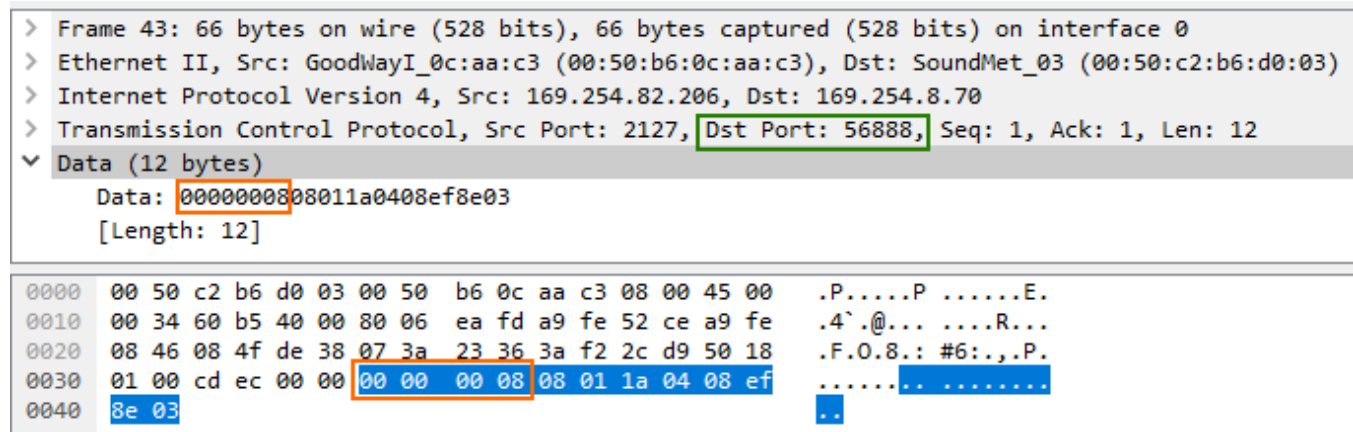 > Frame 43: 66 bytes on wire (528 bits), 66 bytes captured (528 bits) on interface 0
> Ethernet II, Src: GoodWayI_0c:aa:c3 (00:50:b6:0c:aa:c3), Dst: SoundMet_03 (00:50:c2:b6:d0:03)
> Internet Protocol Version 4, Src: 169.254.82.206, Dst: 169.254.8.70
> Transmission Control Protocol, Src Port: 2127, Dst Port: 56888, Seq: 1, Ack: 1, Len: 12
Data (12 bytes)
Data: 0000000808011a0408ef8e03
[Length: 12]
0000 00 50 c2 b6 d0 03 00 50 b6 0c aa c3 08 00 45 00 .P.....P ......E.
0010 00 34 60 b5 40 00 80 06 ea fd a9 fe 52 ce a9 fe .4`.@... ....R...
0020 08 46 08 4f de 38 07 3a 23 36 3a f2 2c d9 50 18 .F.O.8.: #6:.,.P.
0030 01 00 cd ec 00 00 00 00 00 08 08 01 1a 04 08 ef ........ ........
0040 8e 03 ..